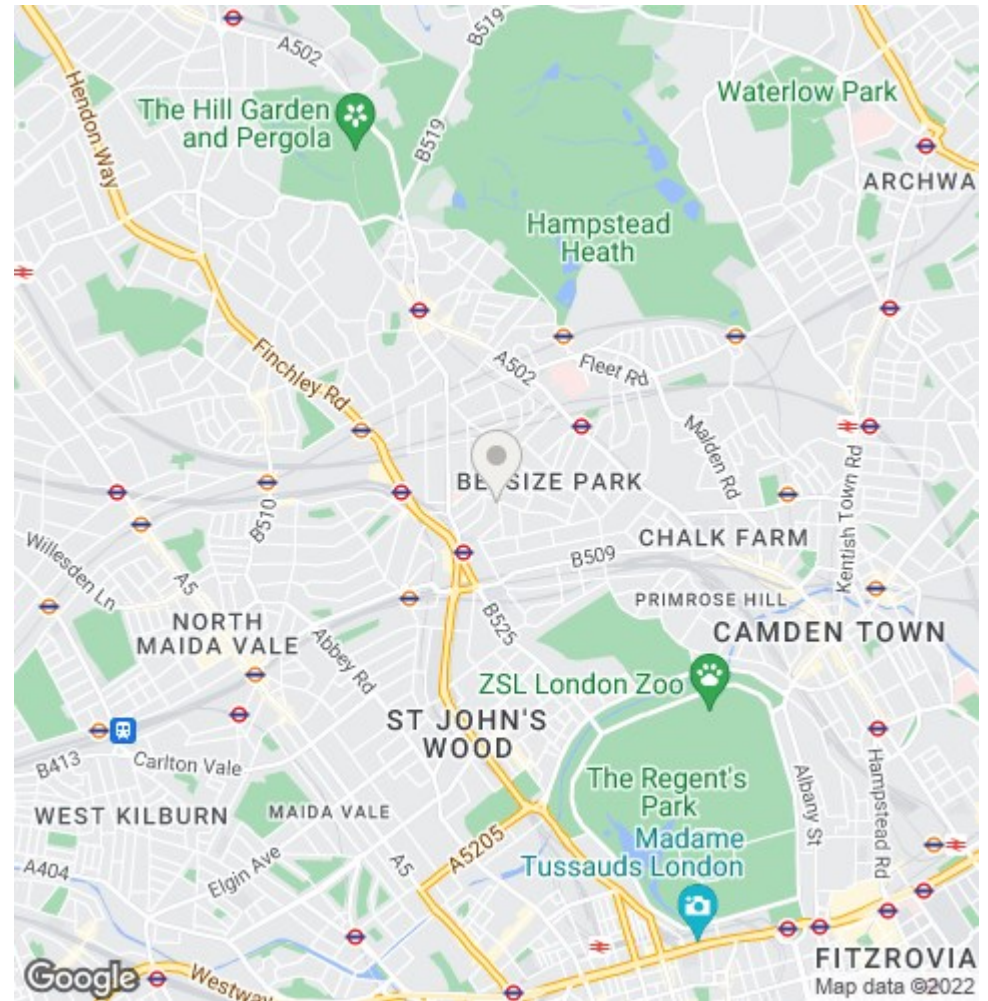 A502
B519
Hendon Way
The Hill Garden
and Pergola
B519
Waterlow Park
ARCHWA
Hampstead
Heath
Finchley Rd
A502
Fleet Rd
Malden Rd
BELSIZE PARK
Kentish Town Rd
B510
CHALK FARM
B509
Willesden Ln
A5
PRIMROSE HILL
B525
NORTH
MAIDA VALE
Abbey Rd
CAMDEN TOWN
ZSL London Zoo
ST JOHN'S
WOOD
B413
Carlton Vale
The Regent's
Park
Albany St
Hampstead Rd
WEST KILBURN
MAIDA VALE
Madame
Tussauds London
A5205
A5
Elgin Ave
A404
FITZROVIA
Google
Westway
Map data ©2022